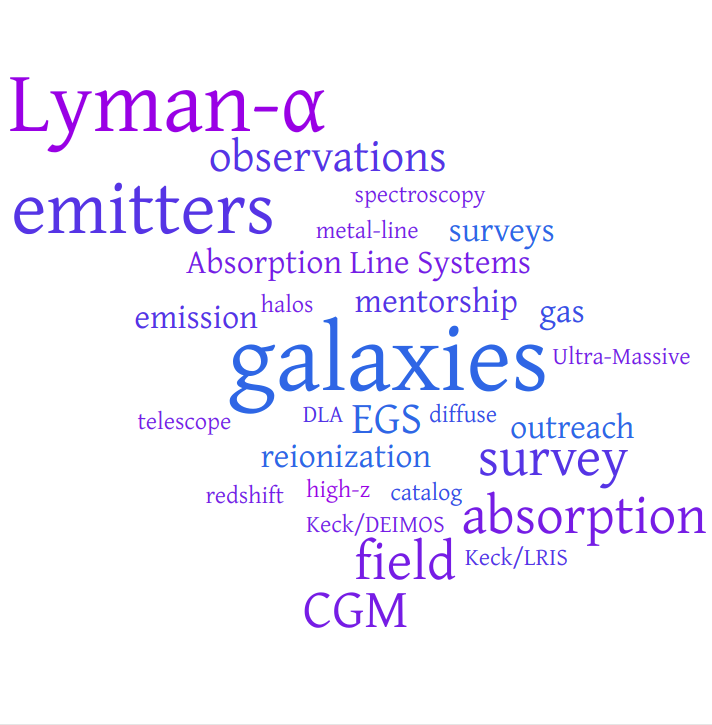 Lyman-α
observations
emitters
spectroscopy
metal-line
surveys
Absorption Line Systems
emission
halos
mentorship
gas
galaxies
Ultra-Massive
telescope
DLA
EGS
diffuse
outreach
reionization
survey
redshift
high-z
catalog
absorption
Keck/DEIMOS
field
Keck/LRIS
CGM